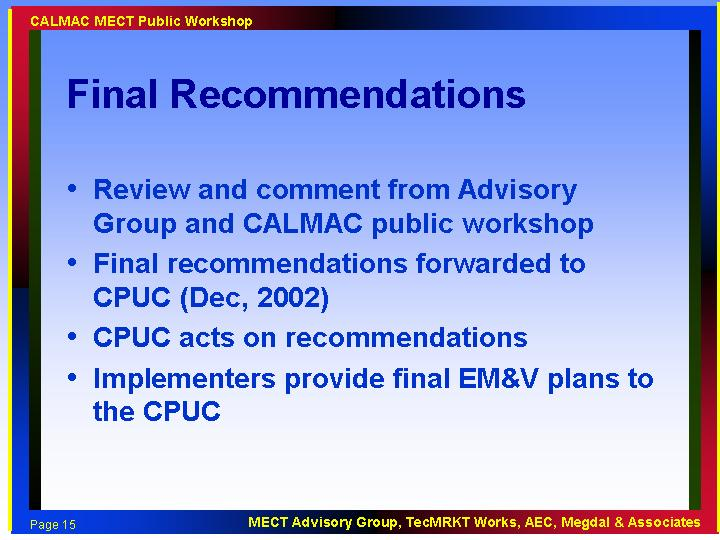 CALMAC MECT Public Workshop
Final Recommendations
• Review and comment from Advisory
Group and CALMAC public workshop
• Final recommendations forwarded to
CPUC (Dec, 2002)
• CPUC acts on recommendations
• Implementers provide final EM&V plans to
the CPUC
Page 15
MECT Advisory Group, TecMRKT Works, AEC, Megdal & Associates